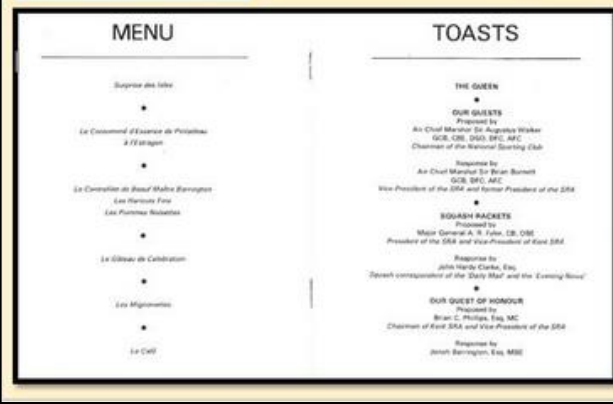 MENU
Surprise des Isles
Le Consommé d'Essence de Pintadeau
à l'Estragon
Le Contrefilet de Boeuf Maître Barrington
Les Haricots Fins
Les Pommes Noisettes
Le Gâteau de Celebration
Les Mignonettes
Le Café
TOASTS
THE QUEEN
OUR GUESTS
Proposed by
Air Chief Marshal Sir Augustus Walker
GCB, CBE, DSO, DFC, AFC
Chairman of the National Sporting Club
Response by
Air Chief Marshal Sir Brian Burnett
GCB, DFC, AFC
Vice-President of the SRA and former President of the SRA
SQUASH RACKETS
Proposed by
Major General A. R. CB, OBE
President of the SRA and Vice-President of Kent SRA
Response by
John Hardy Clarke, Esq.
Squash correspondent of the 'Daily Mail' and the 'Evening News'
OUR GUEST OF HONOUR
Proposed by
Brian C. Phillips, Esq, MC
Chairman of Kent SRA and Vice-President of the SRA
Response by
Jonah Barrington, Esq, MBE